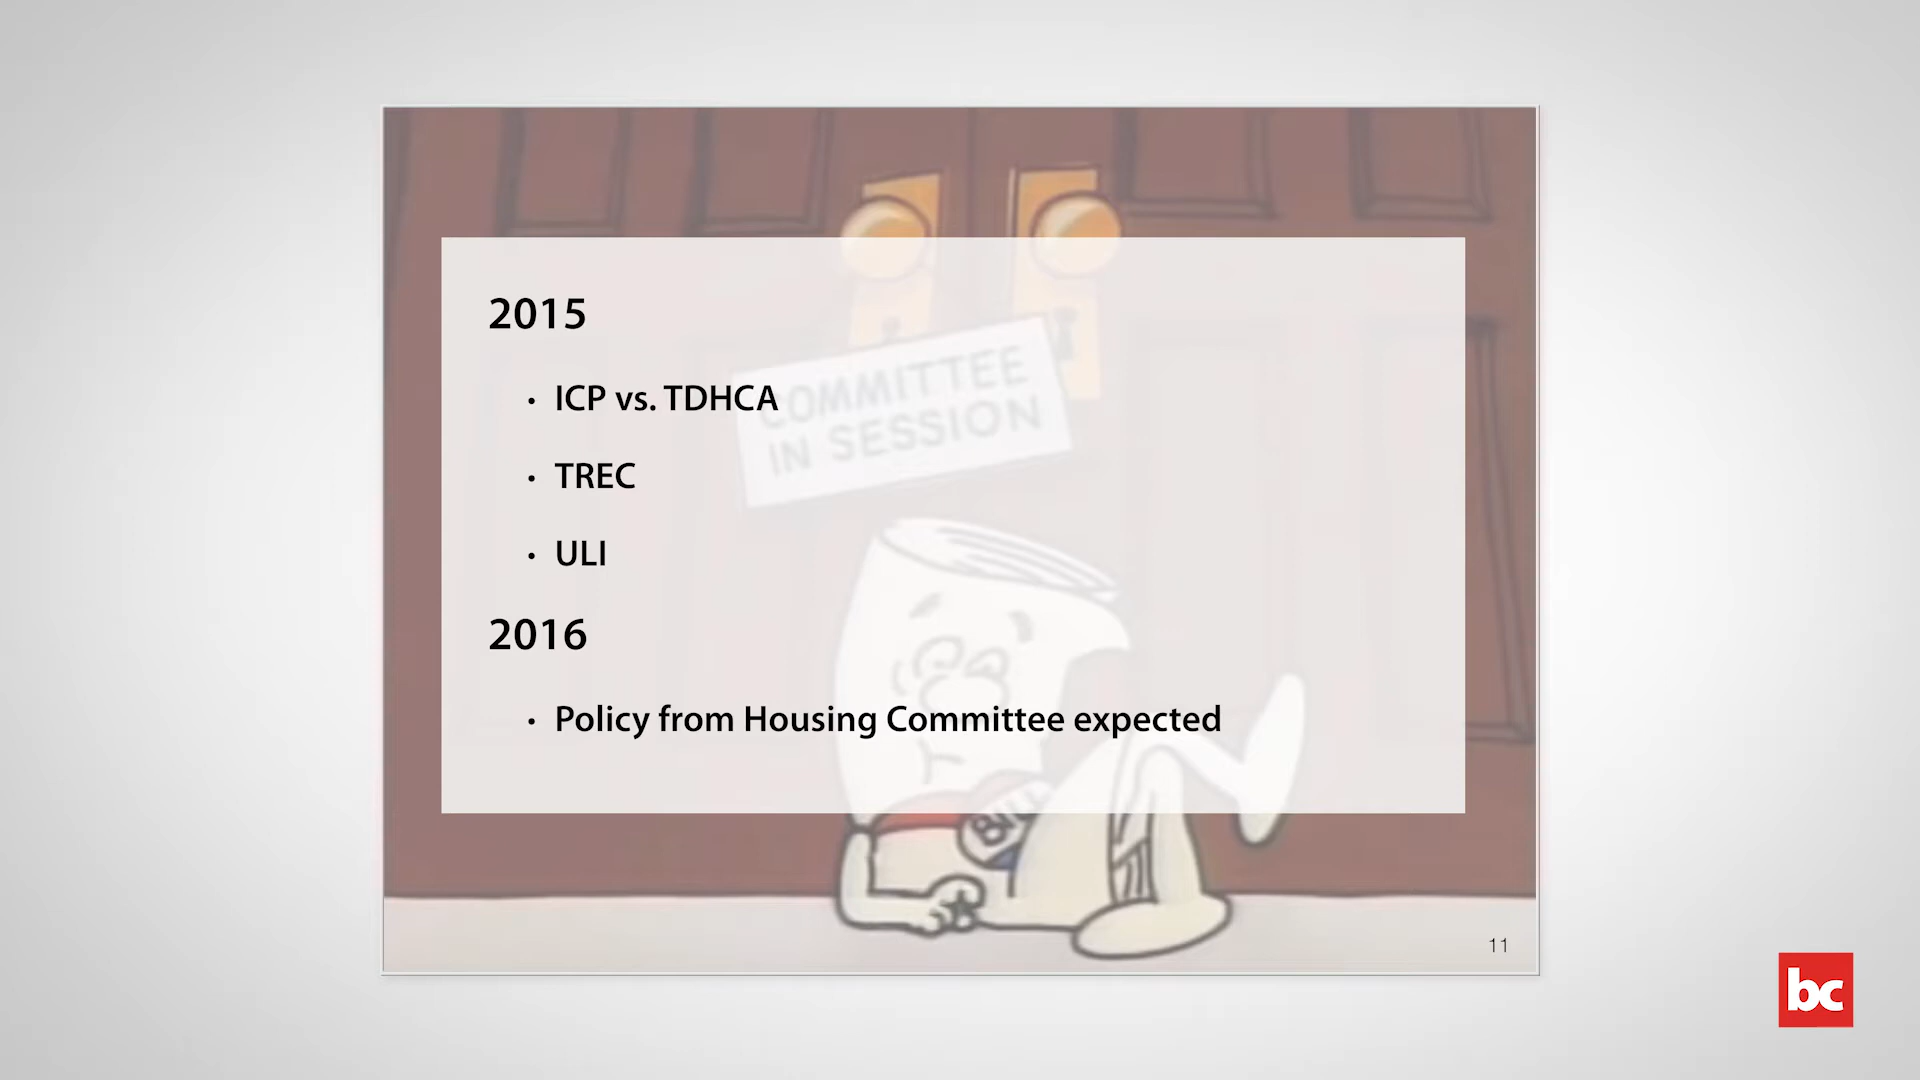 2015
• ICP vs. TDHCA
COMMITTEE
IN SESSION
• TREC
• ULI
2016
• Policy from Housing Committee expected
BILL
11
bc